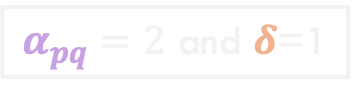 α_pq = 2 and δ=1